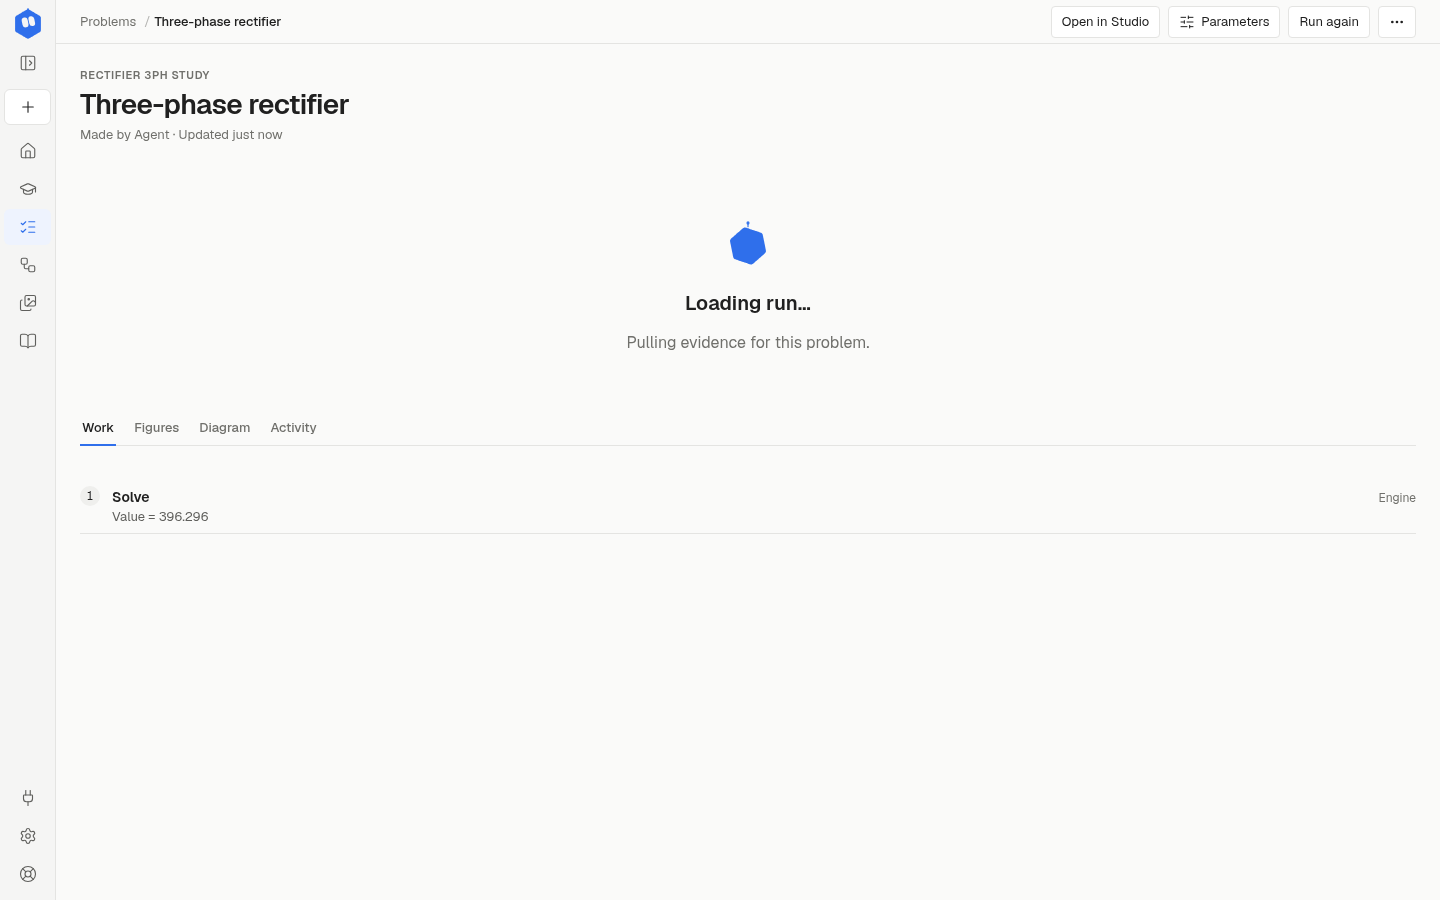 Problems / Three-phase rectifier
Open in Studio
Parameters
Run again
RECTIFIER 3PH STUDY
Three-phase rectifier
Made by Agent · Updated just now
Loading run...
Pulling evidence for this problem.
Work
Figures
Diagram
Activity
1
Solve
Engine
Value = 396.296